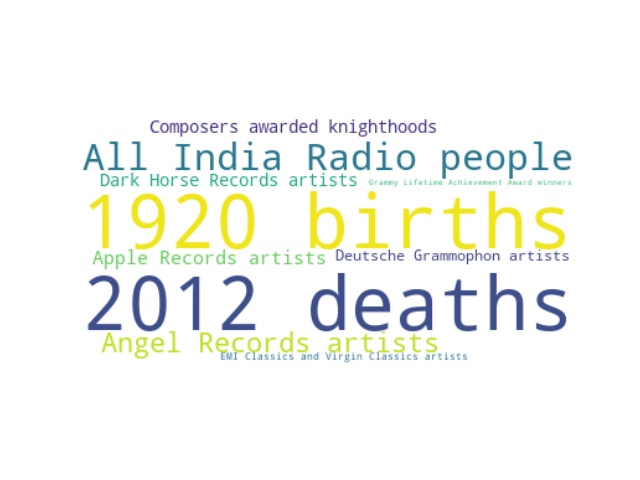 Composers awarded knighthoods
All India Radio people
Dark Horse Records artists
Grammy Lifetime Achievement Award winners
1920 births
Apple Records artists
Deutsche Grammophon artists
2012 deaths
Angel Records artists
EMI Classics and Virgin Classics artists